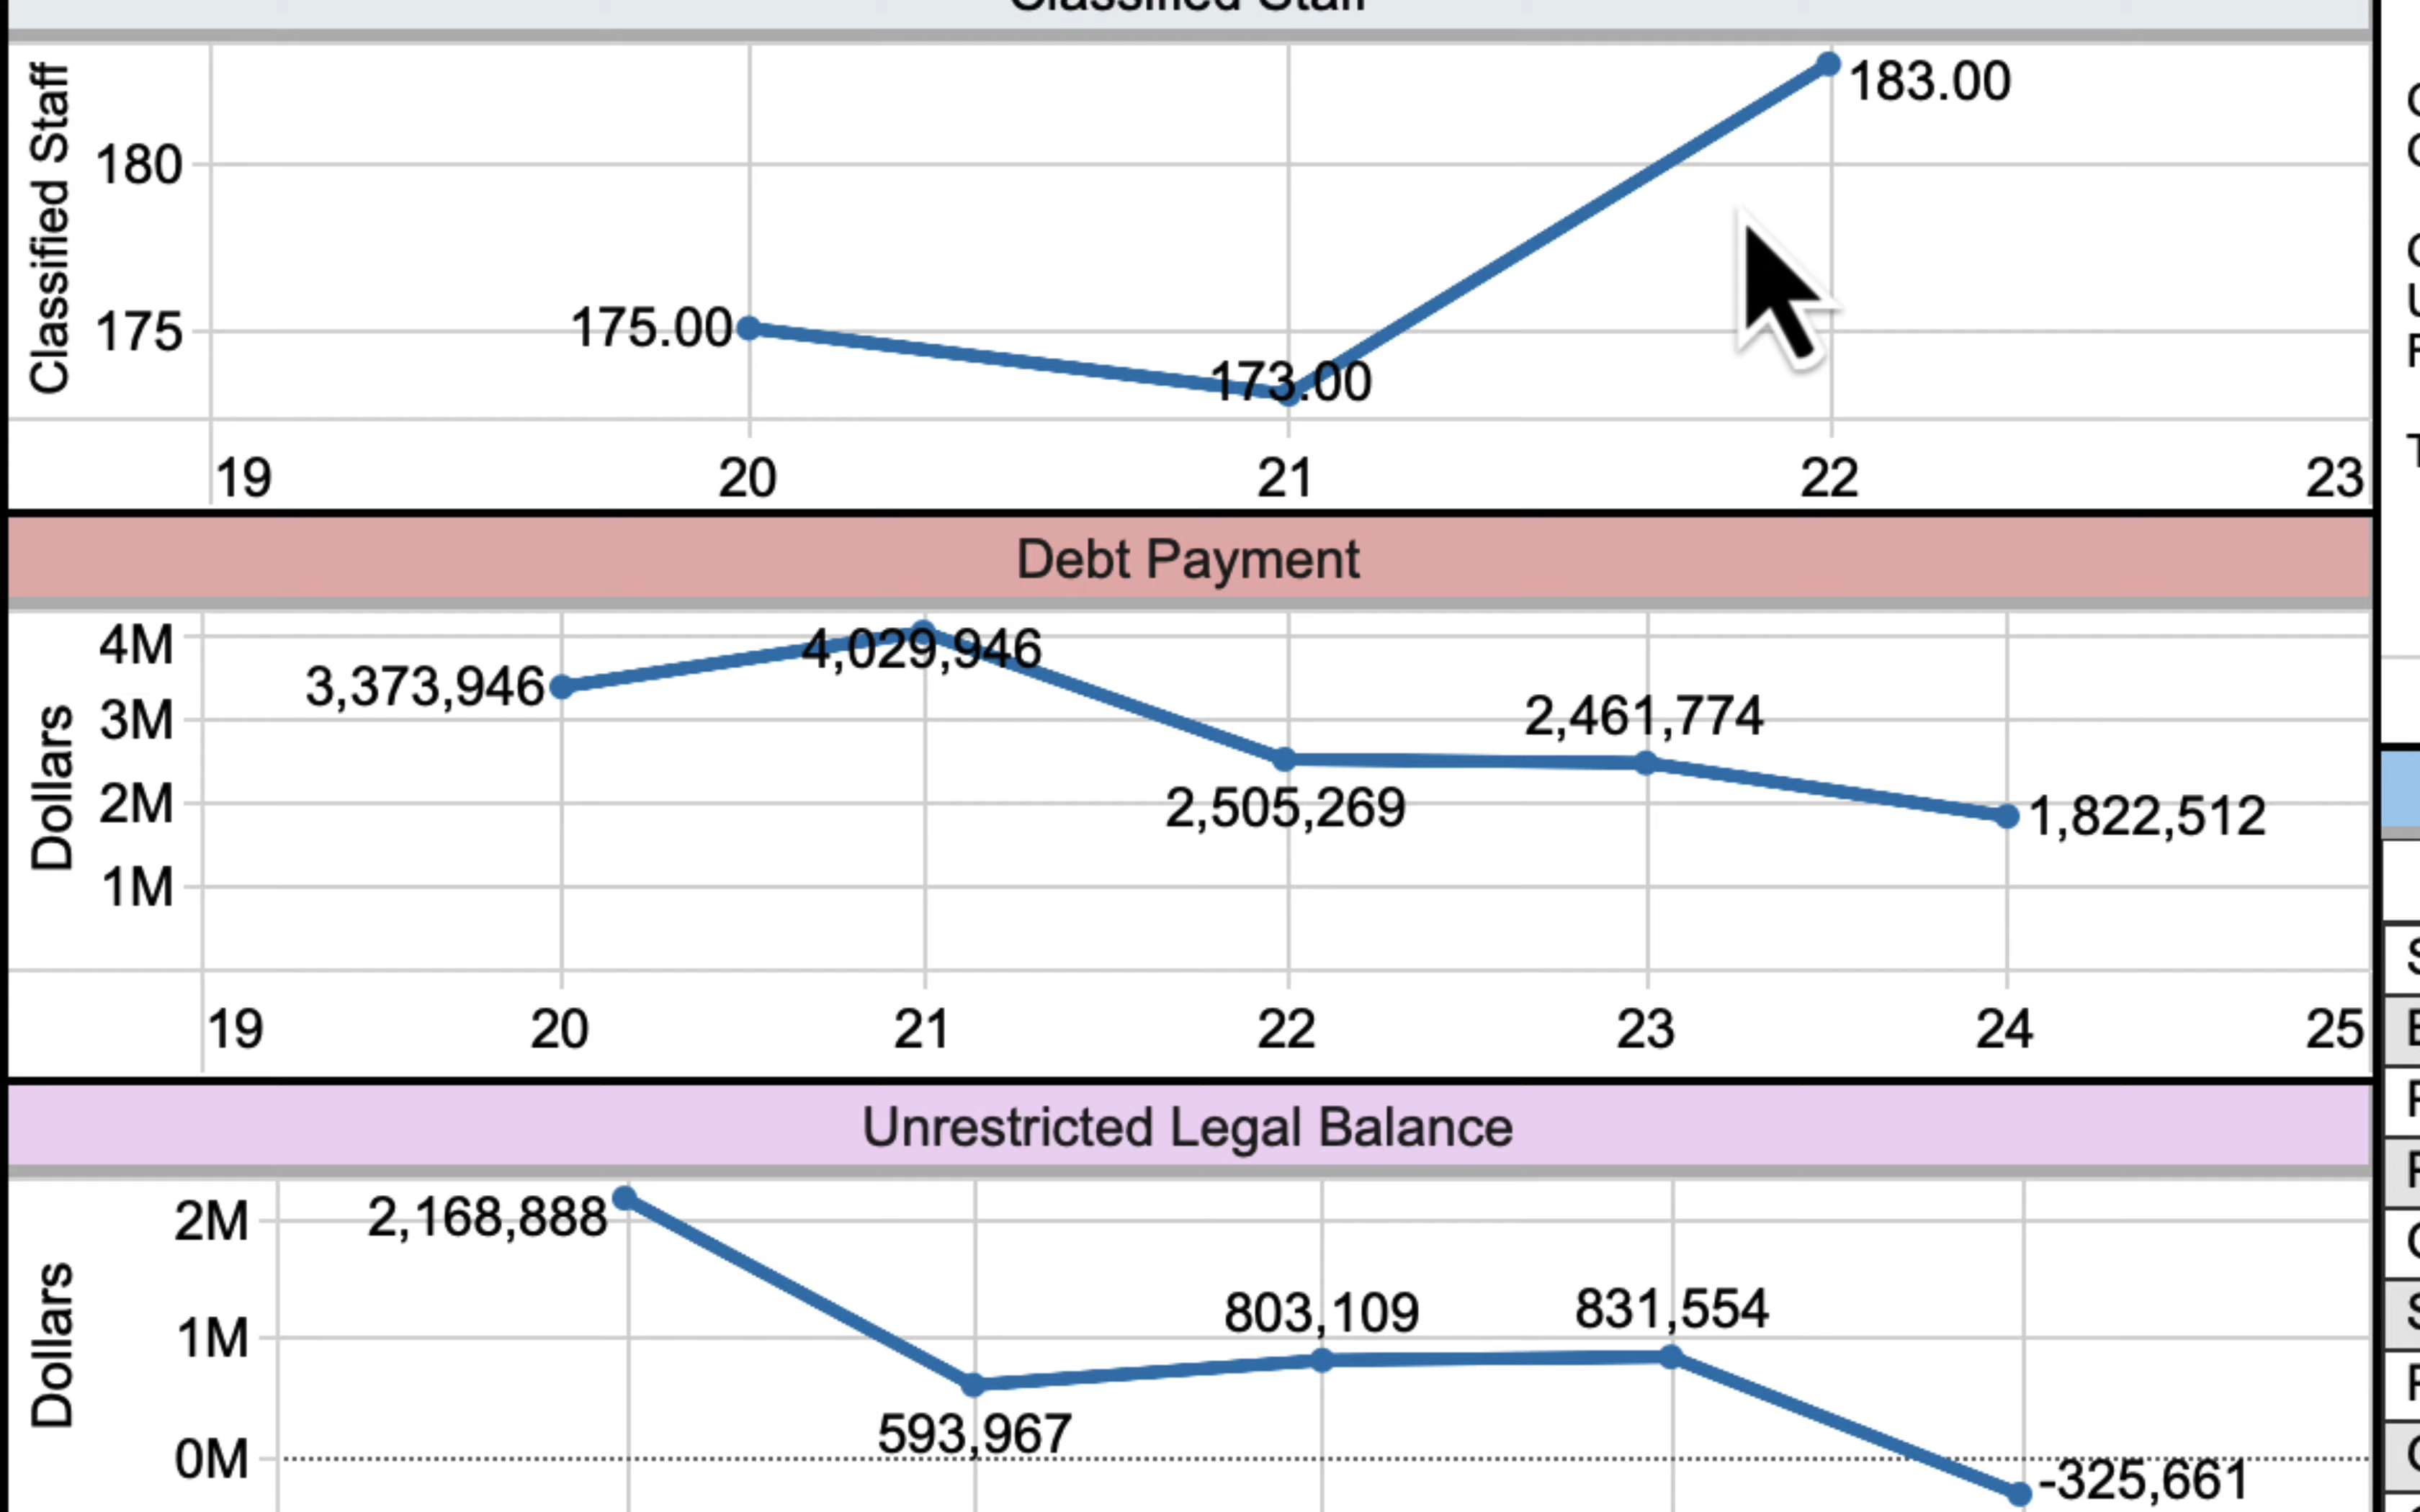 Classified Staff
Classified Staff
183.00
180
175.00
175
173.00
19 20 21 22 23
Debt Payment
Dollars
4M
4,029,946
3,373,946
3M
2,461,774
2M
2,505,269
1,822,512
1M
19 20 21 22 23 24 25
Unrestricted Legal Balance
Dollars
2,168,888
2M
803,109
831,554
1M
593,967
0M
-325,661